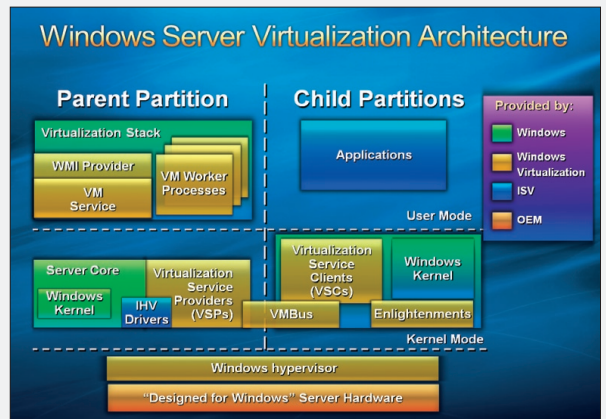 Windows Server Virtualization Architecture
Parent Partition
Child Partitions
Provided by:
Windows
Windows
Virtualization
ISV
OEM
Virtualization Stack
WMI Provider
VM
Service
VM Worker
Processes
Applications
User Mode
Server Core
Windows
Kernel
IHV
Drivers
Virtualization
Service
Providers
(VSPs)
VMBus
Virtualization
Service
Clients
(VSCs)
Windows
Kernel
Enlightenments
Kernel Mode
Windows hypervisor
"Designed for Windows" Server Hardware